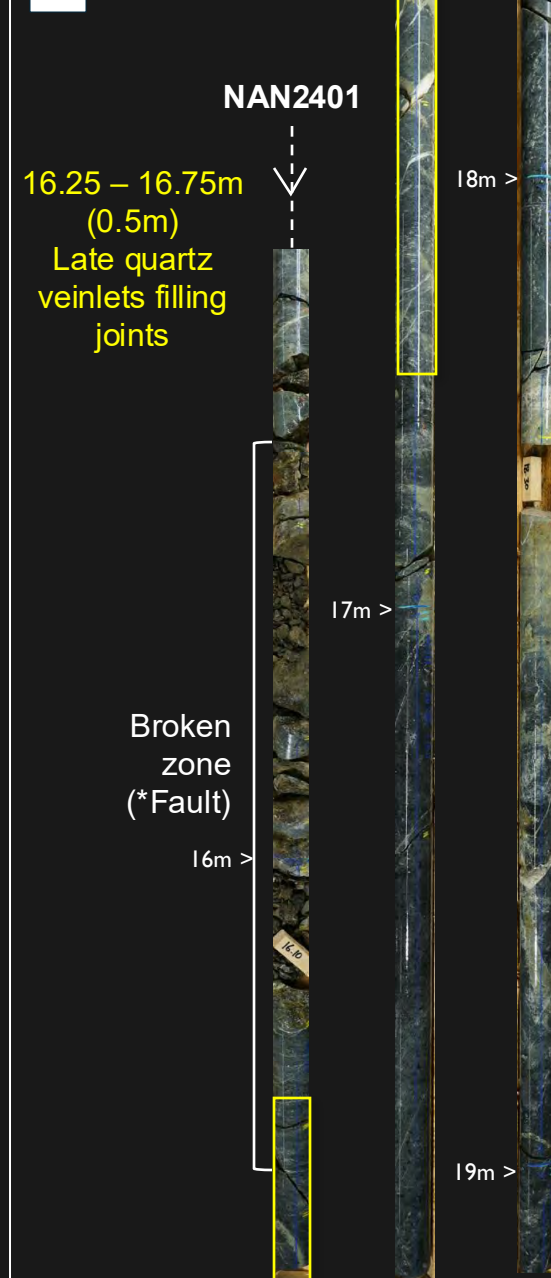 NAN2401
16.25 – 16.75m
(0.5m)
Late quartz
veinlets filling
joints
18m >
17m >
Broken
zone
(*Fault)
16m >
16.10
19m >